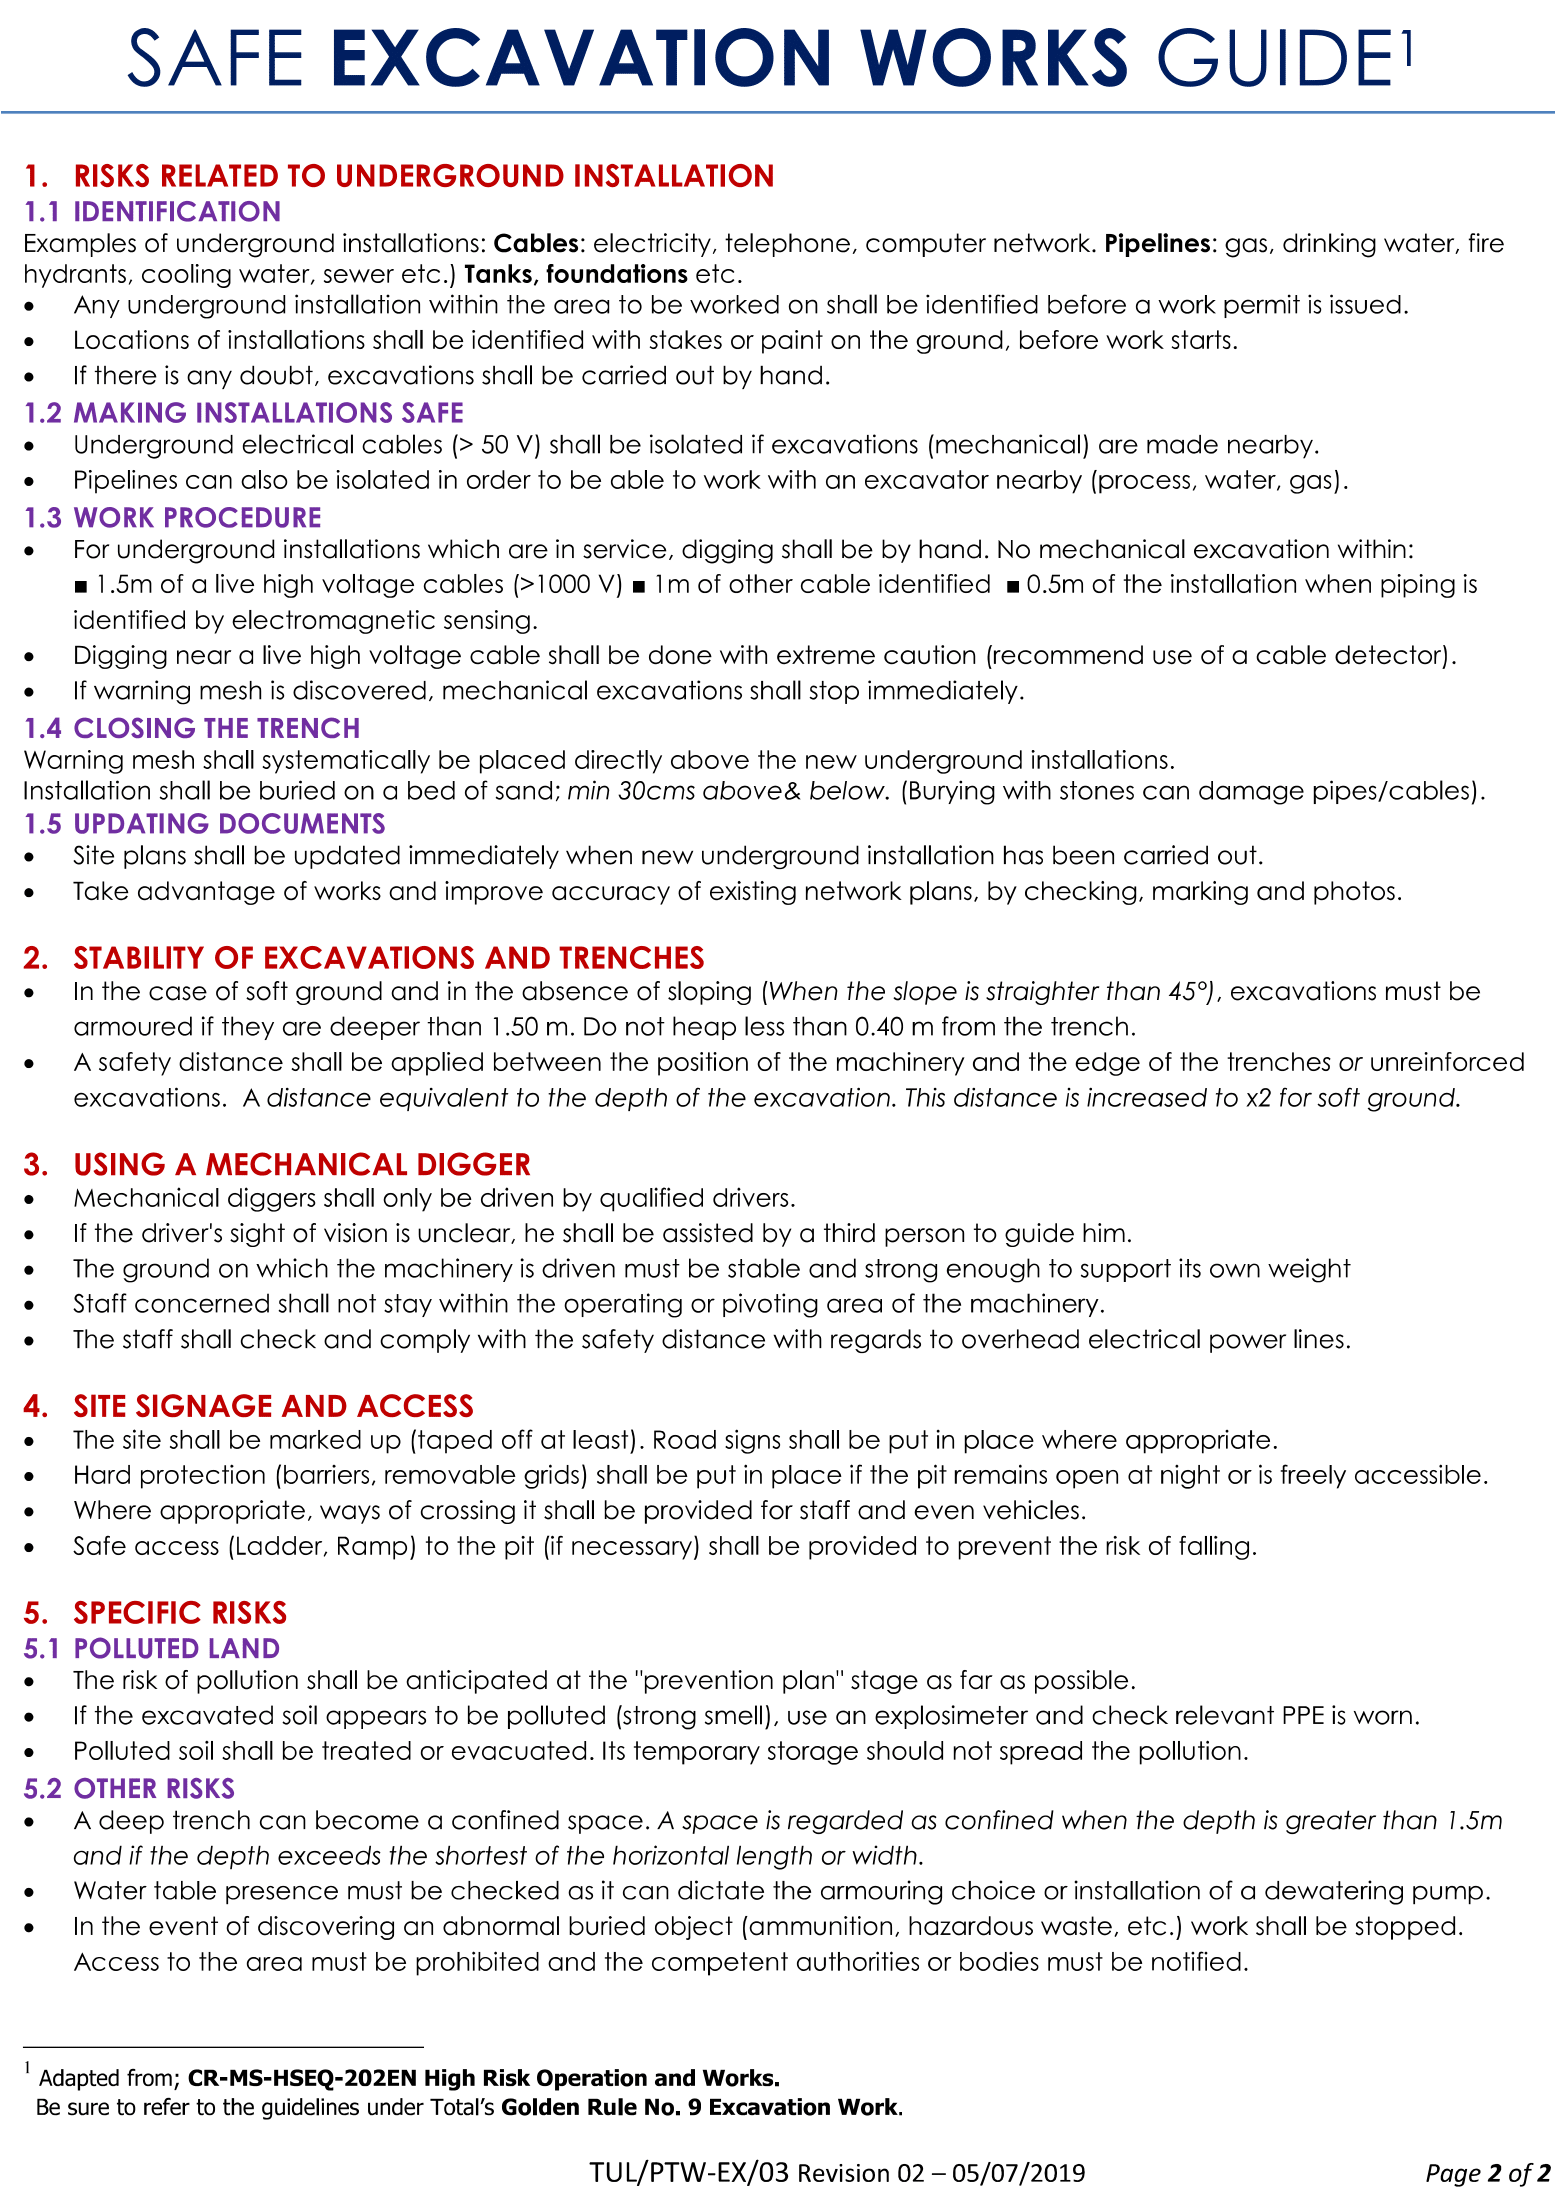 SAFE EXCAVATION WORKS GUIDE1
1. RISKS RELATED TO UNDERGROUND INSTALLATION
1.1 IDENTIFICATION
Examples of underground installations: Cables: electricity, telephone, computer network. Pipelines: gas, drinking water, fire
hydrants, cooling water, sewer etc.) Tanks, foundations etc.
• Any underground installation within the area to be worked on shall be identified before a work permit is issued.
• Locations of installations shall be identified with stakes or paint on the ground, before work starts.
• If there is any doubt, excavations shall be carried out by hand.
1.2 MAKING INSTALLATIONS SAFE
• Underground electrical cables (> 50 V) shall be isolated if excavations (mechanical) are made nearby.
• Pipelines can also be isolated in order to be able to work with an excavator nearby (process, water, gas).
1.3 WORK PROCEDURE
• For underground installations which are in service, digging shall be by hand. No mechanical excavation within:
■ 1.5m of a live high voltage cables (>1000 V) ■ 1m of other cable identified ■ 0.5m of the installation when piping is
identified by electromagnetic sensing.
• Digging near a live high voltage cable shall be done with extreme caution (recommend use of a cable detector).
• If warning mesh is discovered, mechanical excavations shall stop immediately.
1.4 CLOSING THE TRENCH
Warning mesh shall systematically be placed directly above the new underground installations.
Installation shall be buried on a bed of sand; min 30cms above& below. (Burying with stones can damage pipes/cables).
1.5 UPDATING DOCUMENTS
• Site plans shall be updated immediately when new underground installation has been carried out.
• Take advantage of works and improve accuracy of existing network plans, by checking, marking and photos.
2. STABILITY OF EXCAVATIONS AND TRENCHES
• In the case of soft ground and in the absence of sloping (When the slope is straighter than 45°), excavations must be
armoured if they are deeper than 1.50 m. Do not heap less than 0.40 m from the trench.
• A safety distance shall be applied between the position of the machinery and the edge of the trenches or unreinforced
excavations. A distance equivalent to the depth of the excavation. This distance is increased to x2 for soft ground.
3. USING A MECHANICAL DIGGER
• Mechanical diggers shall only be driven by qualified drivers.
• If the driver's sight of vision is unclear, he shall be assisted by a third person to guide him.
• The ground on which the machinery is driven must be stable and strong enough to support its own weight
• Staff concerned shall not stay within the operating or pivoting area of the machinery.
• The staff shall check and comply with the safety distance with regards to overhead electrical power lines.
4. SITE SIGNAGE AND ACCESS
• The site shall be marked up (taped off at least). Road signs shall be put in place where appropriate.
• Hard protection (barriers, removable grids) shall be put in place if the pit remains open at night or is freely accessible.
• Where appropriate, ways of crossing it shall be provided for staff and even vehicles.
• Safe access (Ladder, Ramp) to the pit (if necessary) shall be provided to prevent the risk of falling.
5. SPECIFIC RISKS
5.1 POLLUTED LAND
• The risk of pollution shall be anticipated at the "prevention plan" stage as far as possible.
• If the excavated soil appears to be polluted (strong smell), use an explosimeter and check relevant PPE is worn.
• Polluted soil shall be treated or evacuated. Its temporary storage should not spread the pollution.
5.2 OTHER RISKS
• A deep trench can become a confined space. A space is regarded as confined when the depth is greater than 1.5m
and if the depth exceeds the shortest of the horizontal length or width.
• Water table presence must be checked as it can dictate the armouring choice or installation of a dewatering pump.
• In the event of discovering an abnormal buried object (ammunition, hazardous waste, etc.) work shall be stopped.
Access to the area must be prohibited and the competent authorities or bodies must be notified.
1 Adapted from; CR-MS-HSEQ-202EN High Risk Operation and Works.
Be sure to refer to the guidelines under Total’s Golden Rule No. 9 Excavation Work.
TUL/PTW-EX/03 Revision 02 – 05/07/2019 Page 2 of 2